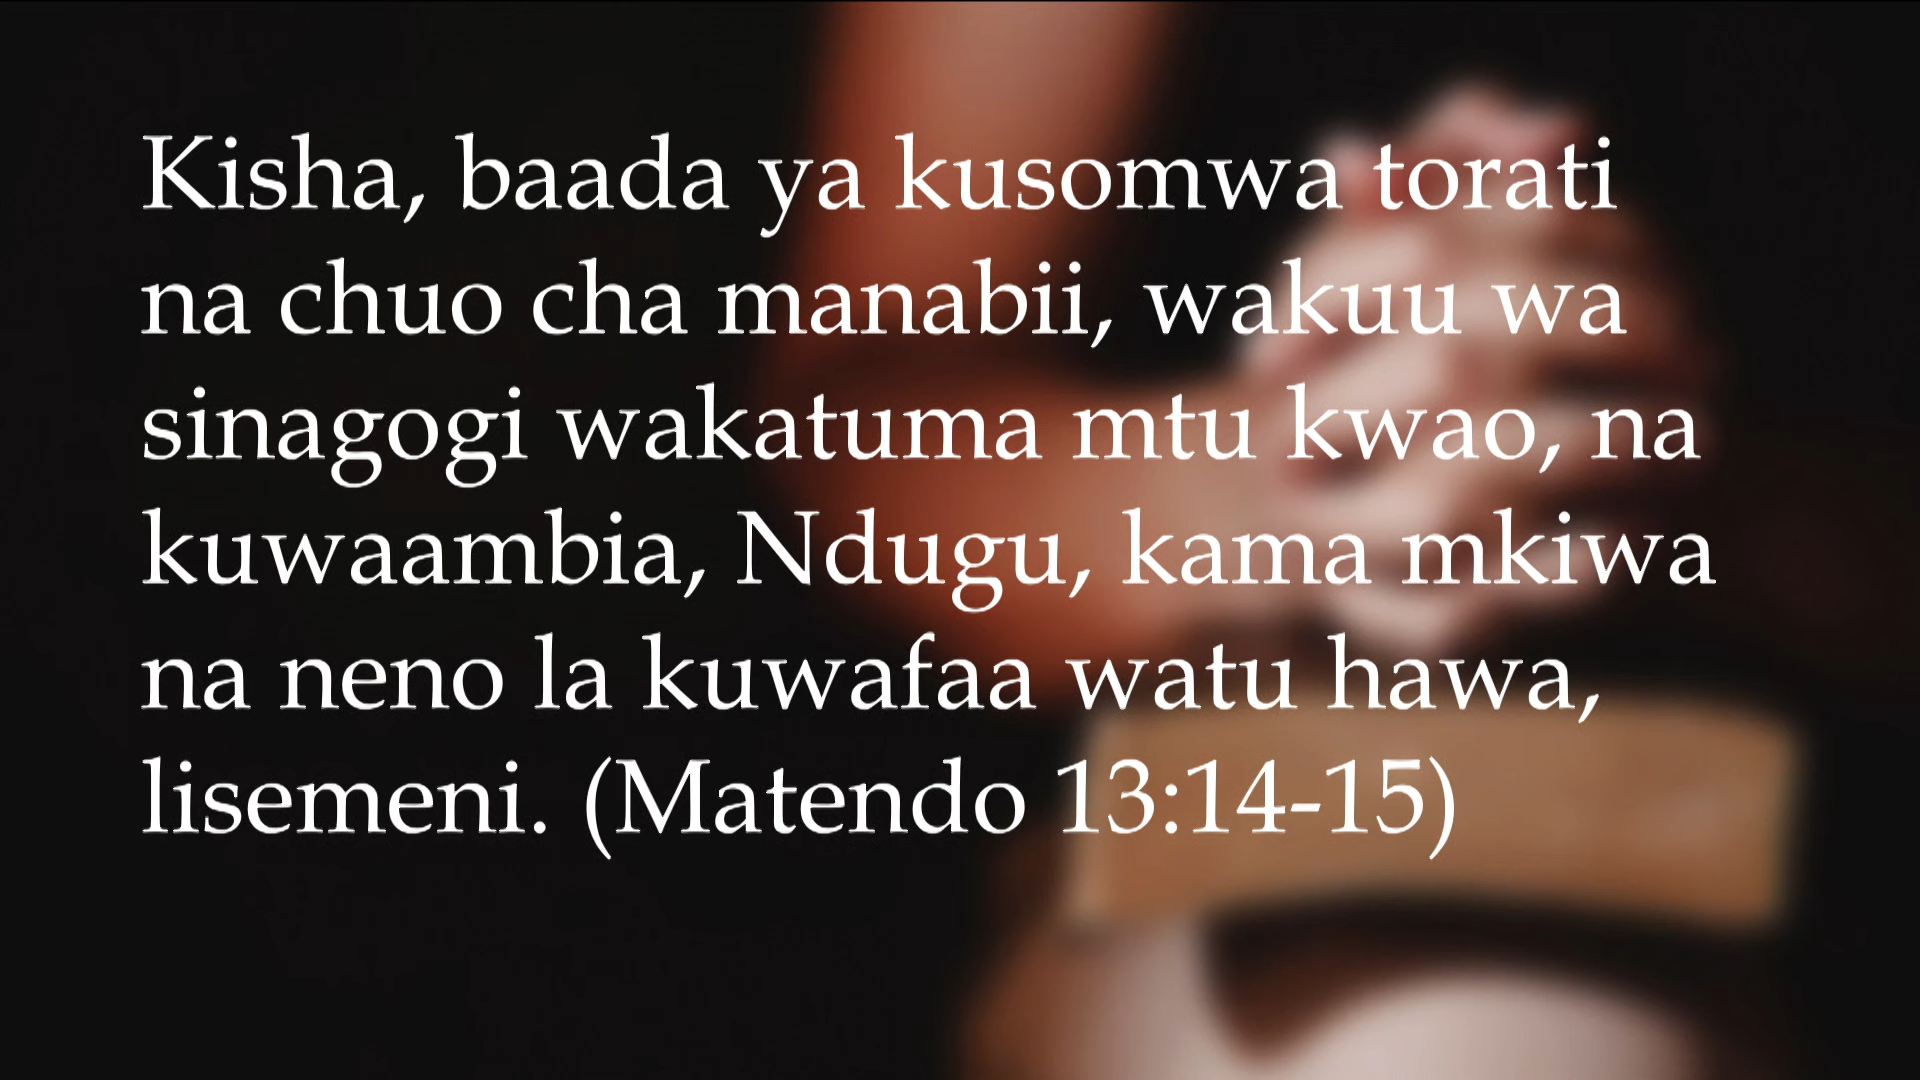 Kisha, baada ya kusomwa torati
na chuo cha manabii, wakuu wa
sinagogi wakatuma mtu kwao, na
kuwaambia, Ndugu, kama mkiwa
na neno la kuwafaa watu hawa,
lisemeni. (Matendo 13:14-15)